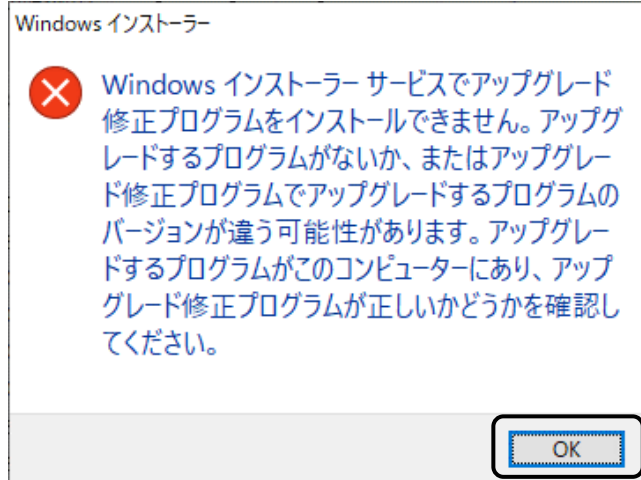 Windows インストーラー
Windows インストーラー サービスでアップグレード
修正プログラムをインストールできません。アップグ
レードするプログラムがないか、またはアップグレー
ド修正プログラムでアップグレードするプログラムの
バージョンが違う可能性があります。アップグレー
ドするプログラムがこのコンピューターにあり、アップ
グレード修正プログラムが正しいかどうかを確認し
てください。
OK